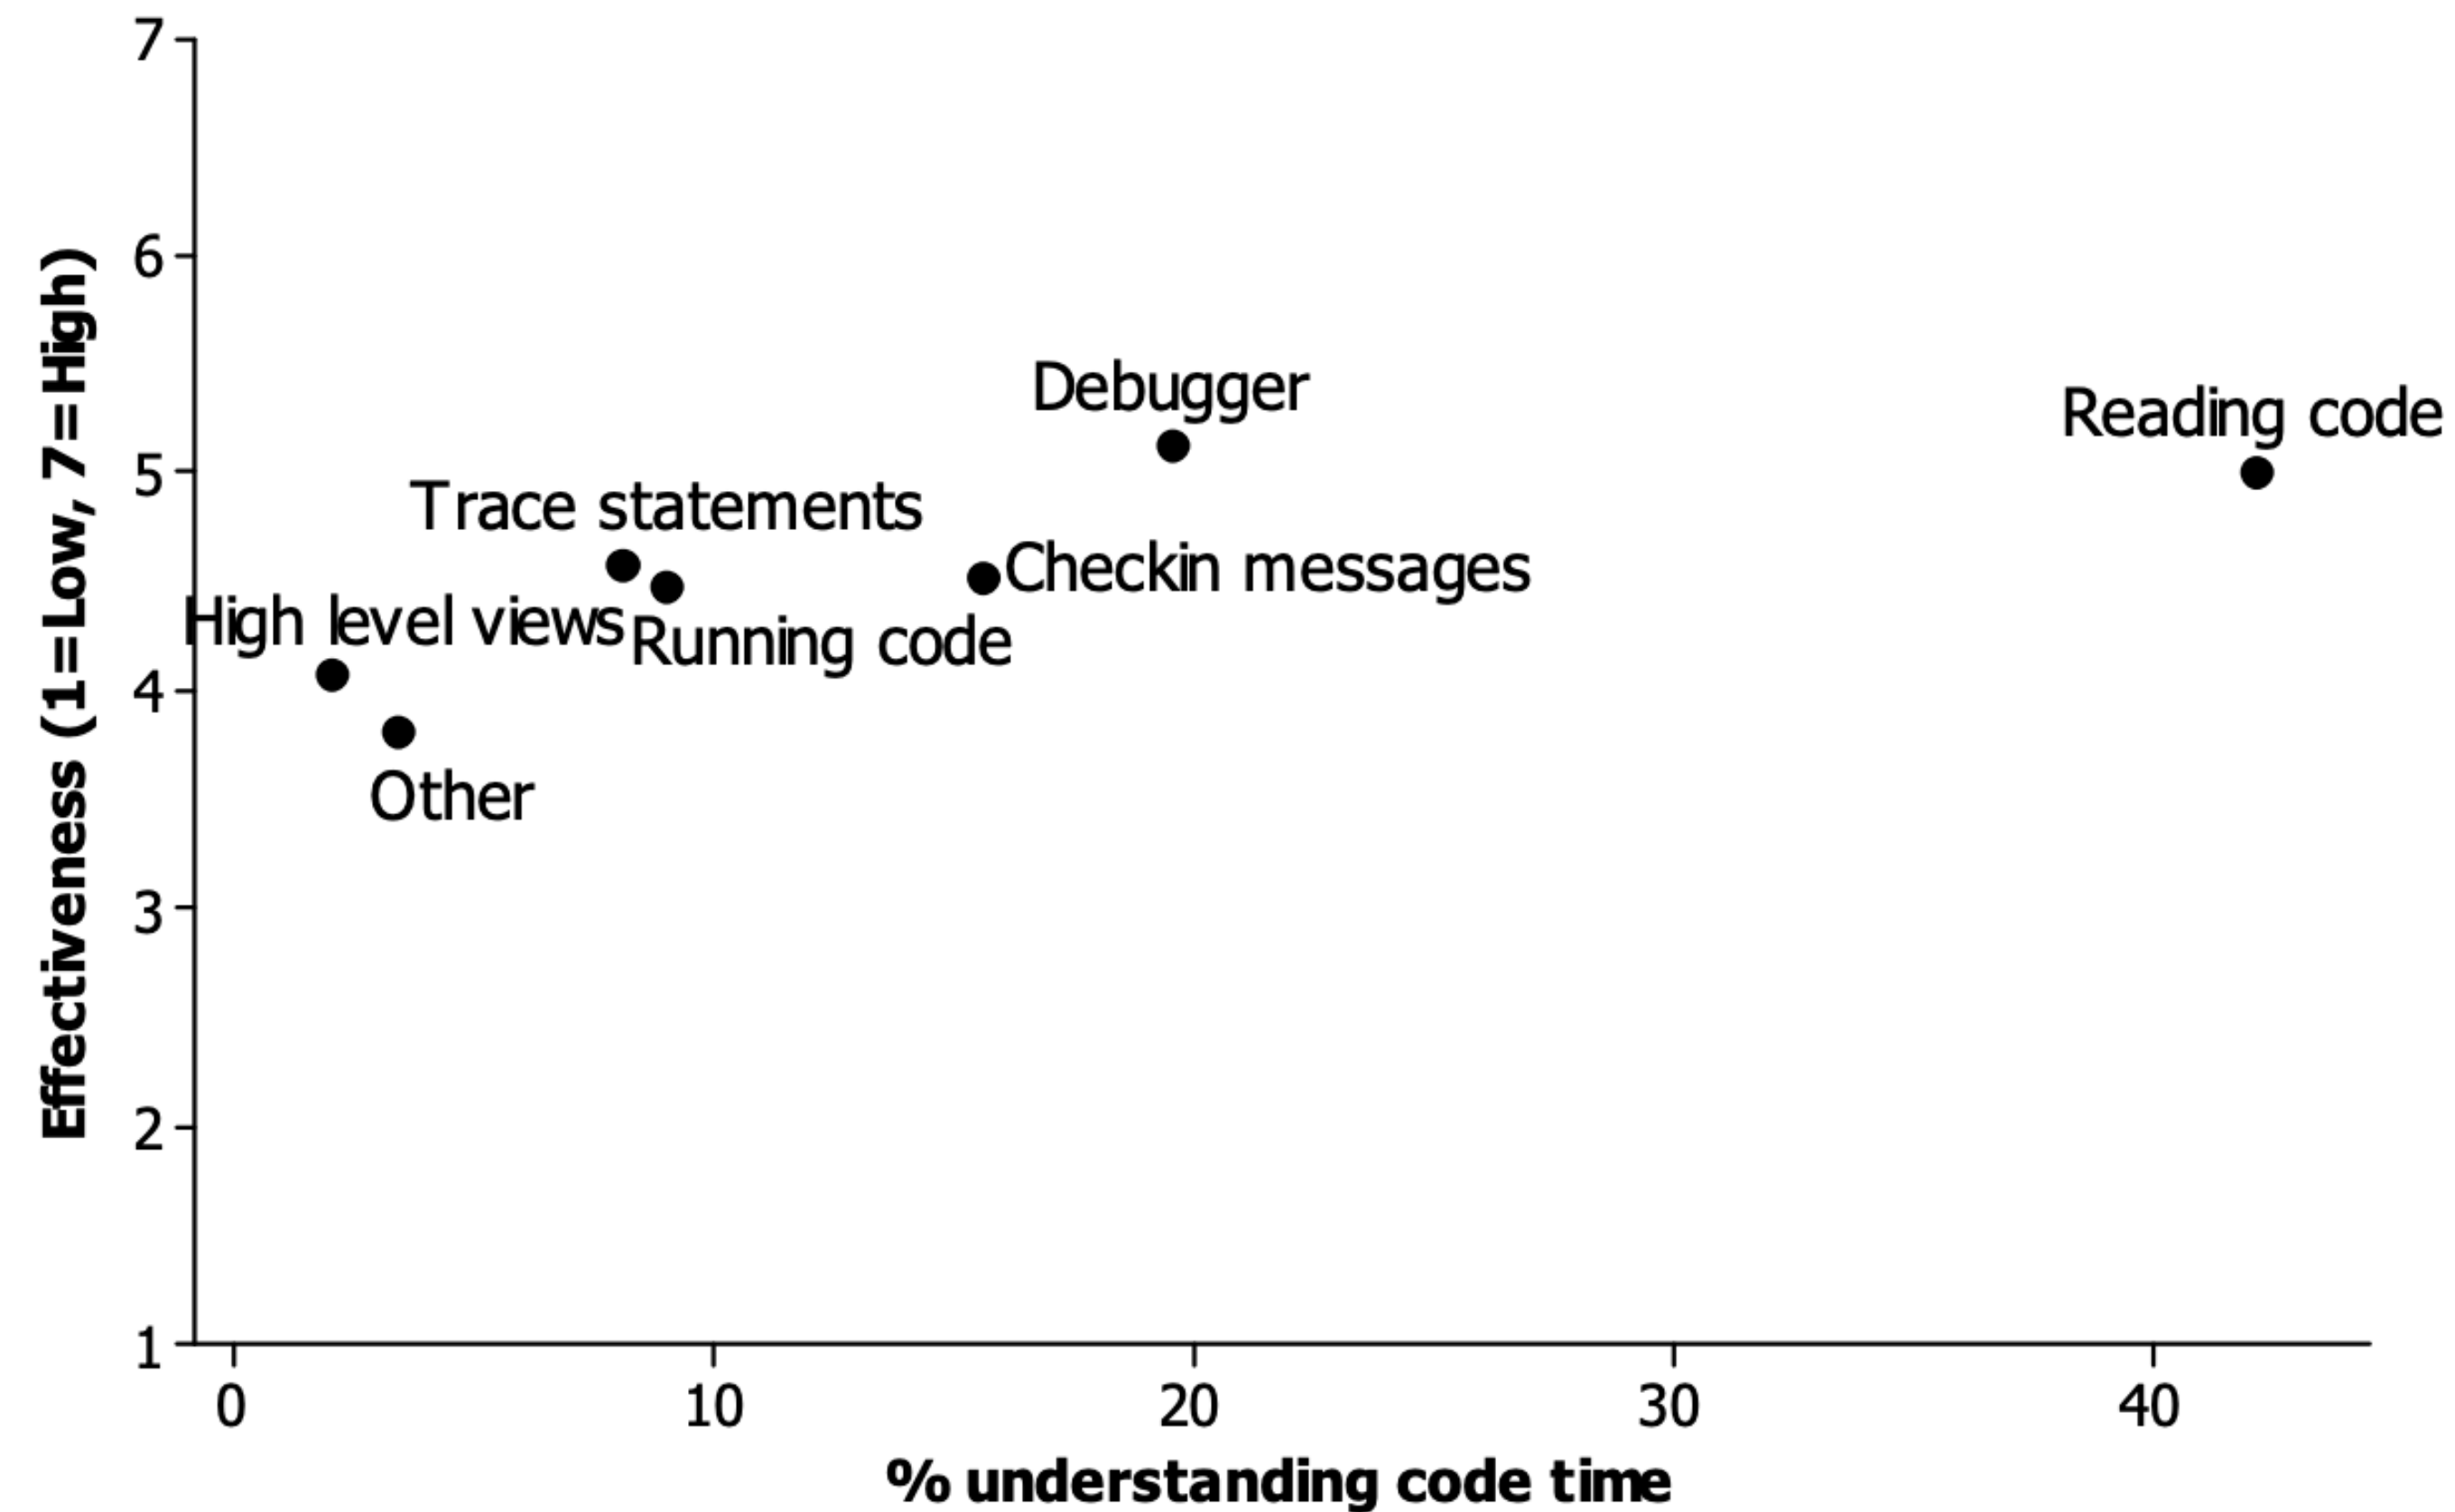 7
6
5
4
3
2
1
Effectiveness (1=Low, 7=High)
Debugger
Reading code
Trace statements
Checkin messages
High level views
Running code
Other
0 10 20 30 40
% understanding code time